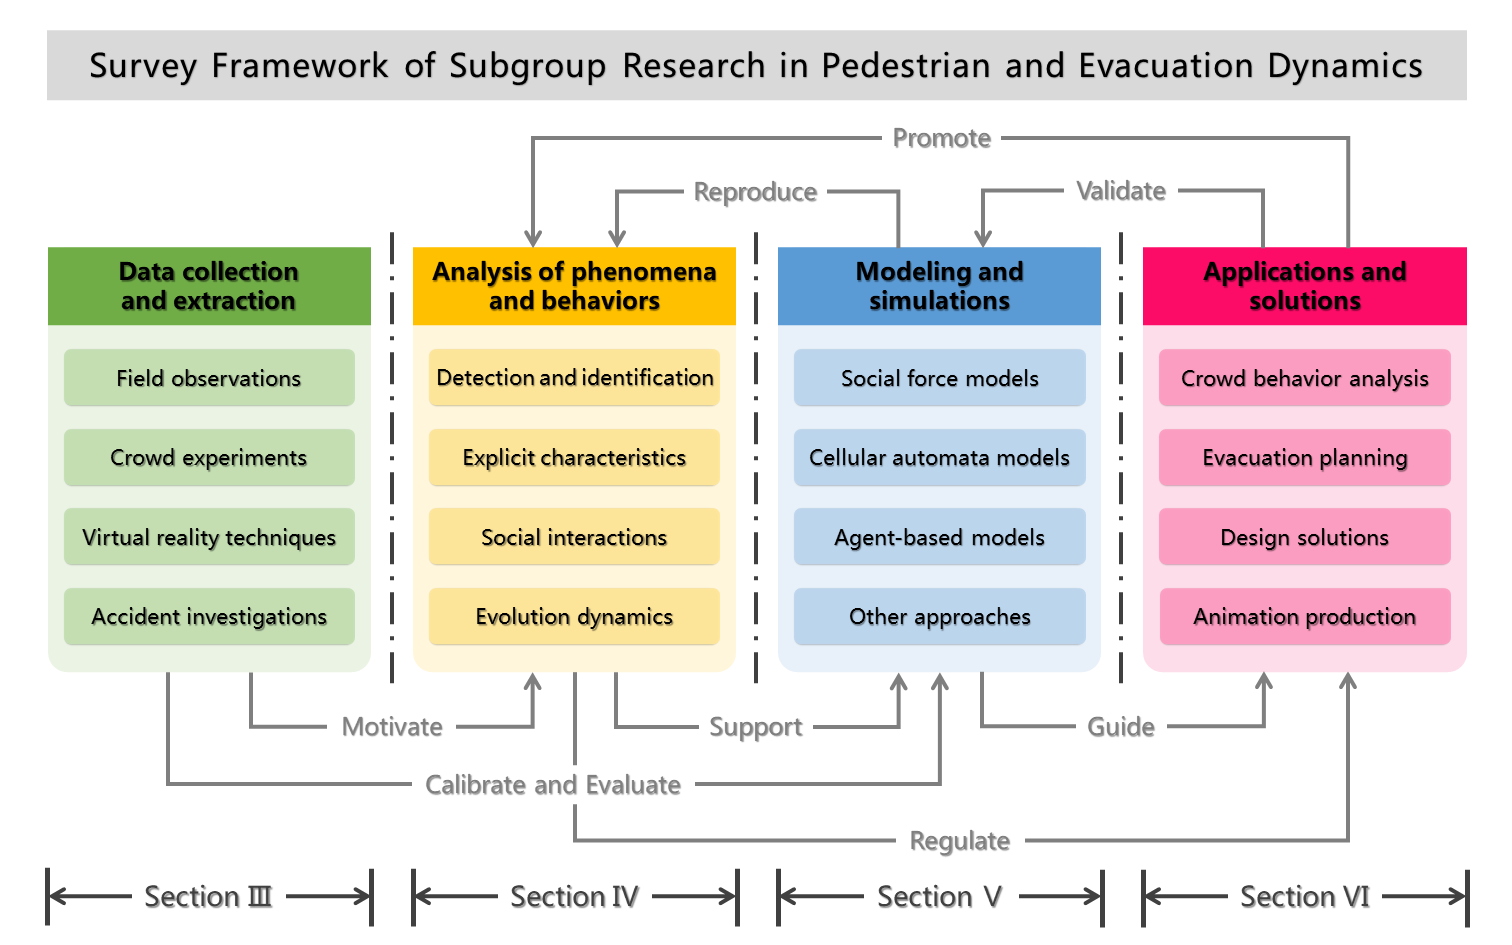 Survey Framework of Subgroup Research in Pedestrian and Evacuation Dynamics
Promote
Reproduce
Validate
Data collection
and extraction
Field observations
Crowd experiments
Virtual reality techniques
Accident investigations
Analysis of phenomena
and behaviors
Detection and identification
Explicit characteristics
Social interactions
Evolution dynamics
Modeling and
simulations
Social force models
Cellular automata models
Agent-based models
Other approaches
Applications and
solutions
Crowd behavior analysis
Evacuation planning
Design solutions
Animation production
Motivate
Support
Guide
Calibrate and Evaluate
Regulate
Section Ⅲ
Section Ⅳ
Section Ⅴ
Section Ⅵ